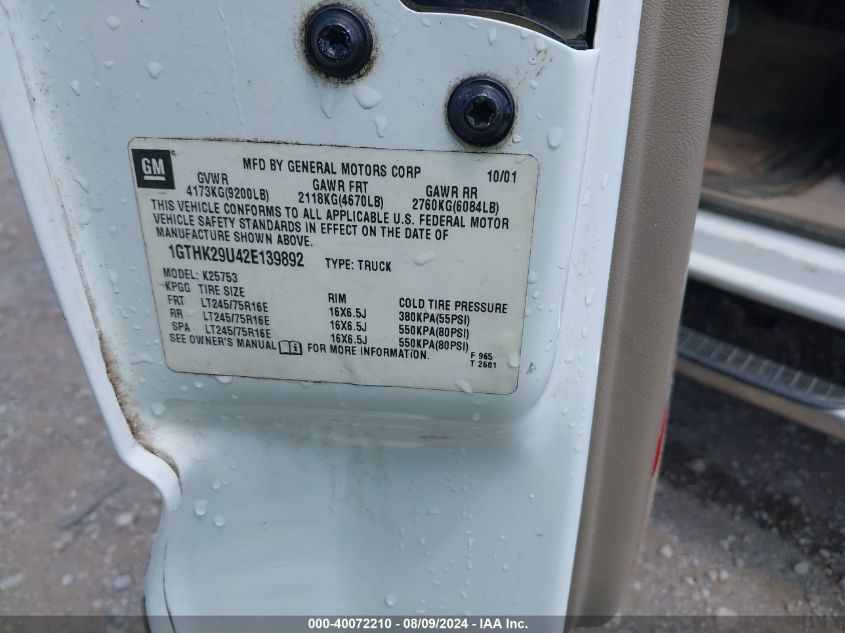 GM
MFD BY GENERAL MOTORS CORP 10/01
GVWR GAWR FRT GAWR RR
4173KG(9200LB) 2118KG(4670LB) 2760KG(6084LB)
THIS VEHICLE CONFORMS TO ALL APPLICABLE U.S. FEDERAL MOTOR
VEHICLE SAFETY STANDARDS IN EFFECT ON THE DATE OF
MANUFACTURE SHOWN ABOVE.
1GTHK29U42E139892 TYPE: TRUCK
MODEL: K25753
KPGG TIRE SIZE RIM COLD TIRE PRESSURE
FRT LT245/75R16E 16X6.5J 380KPA(55PSI)
RR LT245/75R16E 16X6.5J 550KPA(80PSI)
SPA LT245/75R16E 16X6.5J 550KPA(80PSI)
SEE OWNER'S MANUAL FOR MORE INFORMATION.
F 965
T 2601
000-40072210 - 08/09/2024 - IAA Inc.